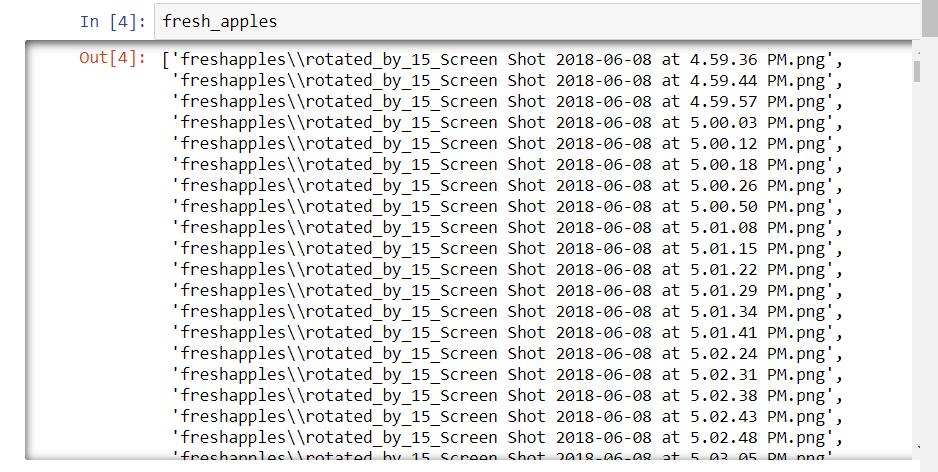 In [4]: fresh_apples
Out[4]: ['freshapples\\rotated_by_15_Screen Shot 2018-06-08 at 4.59.36 PM.png',
'freshapples\\rotated_by_15_Screen Shot 2018-06-08 at 4.59.44 PM.png',
'freshapples\\rotated_by_15_Screen Shot 2018-06-08 at 4.59.57 PM.png',
'freshapples\\rotated_by_15_Screen Shot 2018-06-08 at 5.00.03 PM.png',
'freshapples\\rotated_by_15_Screen Shot 2018-06-08 at 5.00.12 PM.png',
'freshapples\\rotated_by_15_Screen Shot 2018-06-08 at 5.00.18 PM.png',
'freshapples\\rotated_by_15_Screen Shot 2018-06-08 at 5.00.26 PM.png',
'freshapples\\rotated_by_15_Screen Shot 2018-06-08 at 5.00.50 PM.png',
'freshapples\\rotated_by_15_Screen Shot 2018-06-08 at 5.01.08 PM.png',
'freshapples\\rotated_by_15_Screen Shot 2018-06-08 at 5.01.15 PM.png',
'freshapples\\rotated_by_15_Screen Shot 2018-06-08 at 5.01.22 PM.png',
'freshapples\\rotated_by_15_Screen Shot 2018-06-08 at 5.01.29 PM.png',
'freshapples\\rotated_by_15_Screen Shot 2018-06-08 at 5.01.34 PM.png',
'freshapples\\rotated_by_15_Screen Shot 2018-06-08 at 5.01.41 PM.png',
'freshapples\\rotated_by_15_Screen Shot 2018-06-08 at 5.02.24 PM.png',
'freshapples\\rotated_by_15_Screen Shot 2018-06-08 at 5.02.31 PM.png',
'freshapples\\rotated_by_15_Screen Shot 2018-06-08 at 5.02.38 PM.png',
'freshapples\\rotated_by_15_Screen Shot 2018-06-08 at 5.02.43 PM.png',
'freshapples\\rotated_by_15_Screen Shot 2018-06-08 at 5.02.48 PM.png',
'freshapples\\rotated_by_15_Screen Shot 2018-06-08 at 5.03.05 PM.png'